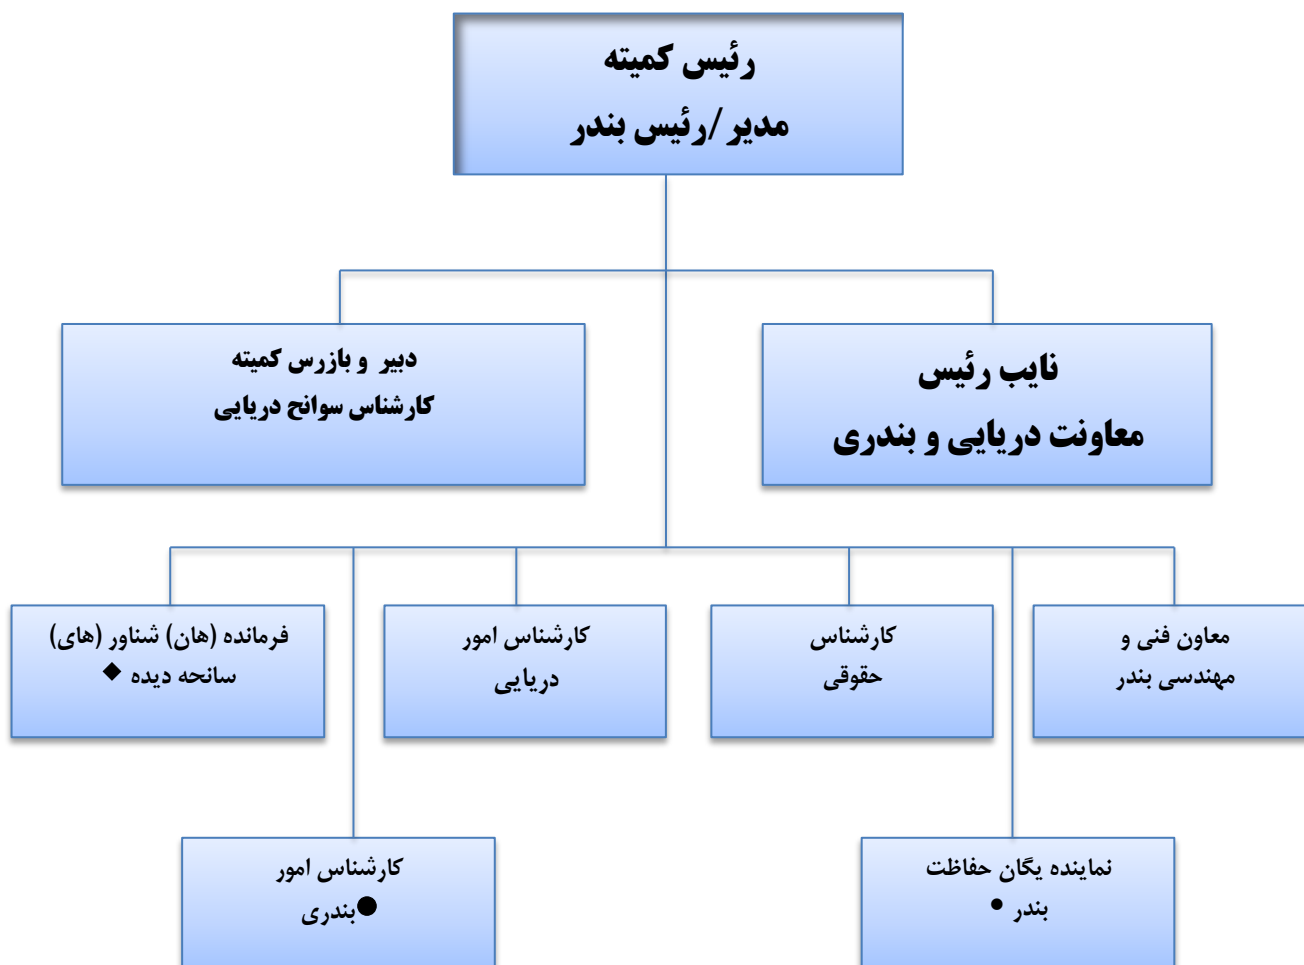 رئیس کمیته
مدیر/رئیس بندر
نایب رئیس
معاونت دریایی و بندری
دبیر و بازرس کمیته
کارشناس سوانح دریایی
معاون فنی و
مهندسی بندر
کارشناس
حقوقی
کارشناس امور
دریایی
فرمانده (هان) شناور (های)
سانحه دیده ◆
نماینده یگان حفاظت
بندر •
کارشناس امور
●بندری